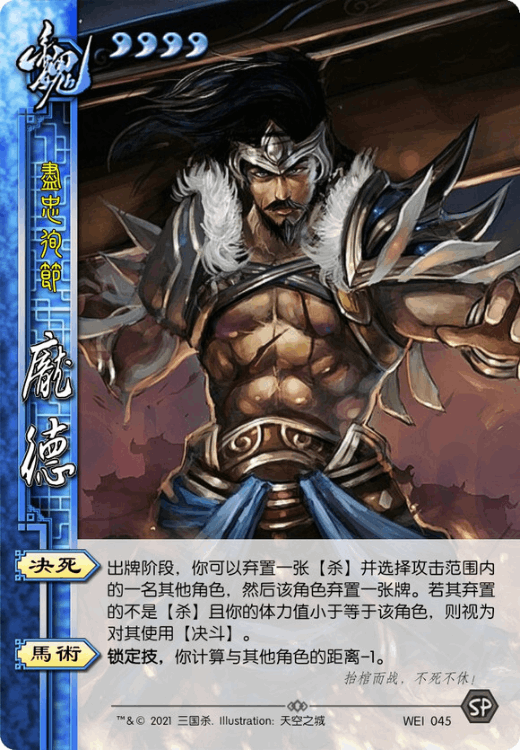 魏
盡忠殉節
龐德
决死
出牌阶段，你可以弃置一张【杀】并选择攻击范围内
的一名其他角色，然后该角色弃置一张牌。若其弃置
的不是【杀】且你的体力值小于等于该角色，则视为
对其使用【决斗】。
馬術
锁定技，你计算与其他角色的距离-1。
抬棺而战，不死不休！
™&© 2021 三国杀. Illustration: 天空之城
WEI 045
SP